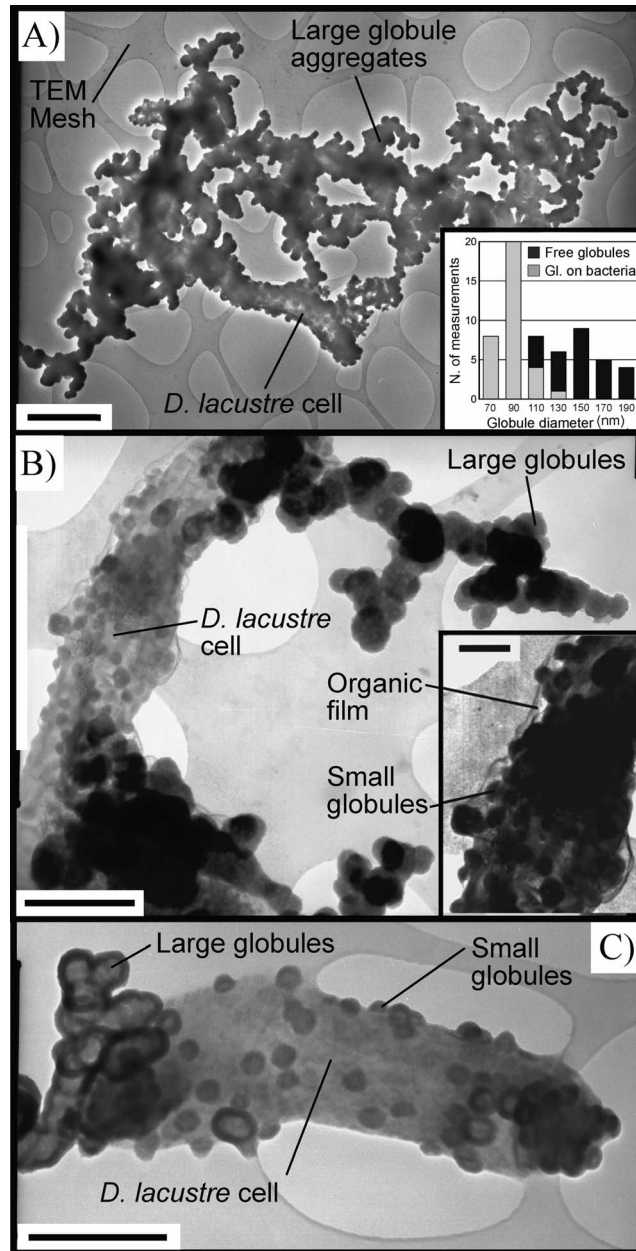 A)
Large globule
aggregates
TEM
Mesh
D. lacustre cell
N. of measurements
20
15
10
5
0
Free globules
Gl. on bacteria
70 90 110 130 150 170 190
Globule diameter (nm)
B)
Large globules
D. lacustre
cell
Organic
film
Small
globules
C)
Large globules
Small
globules
D. lacustre cell